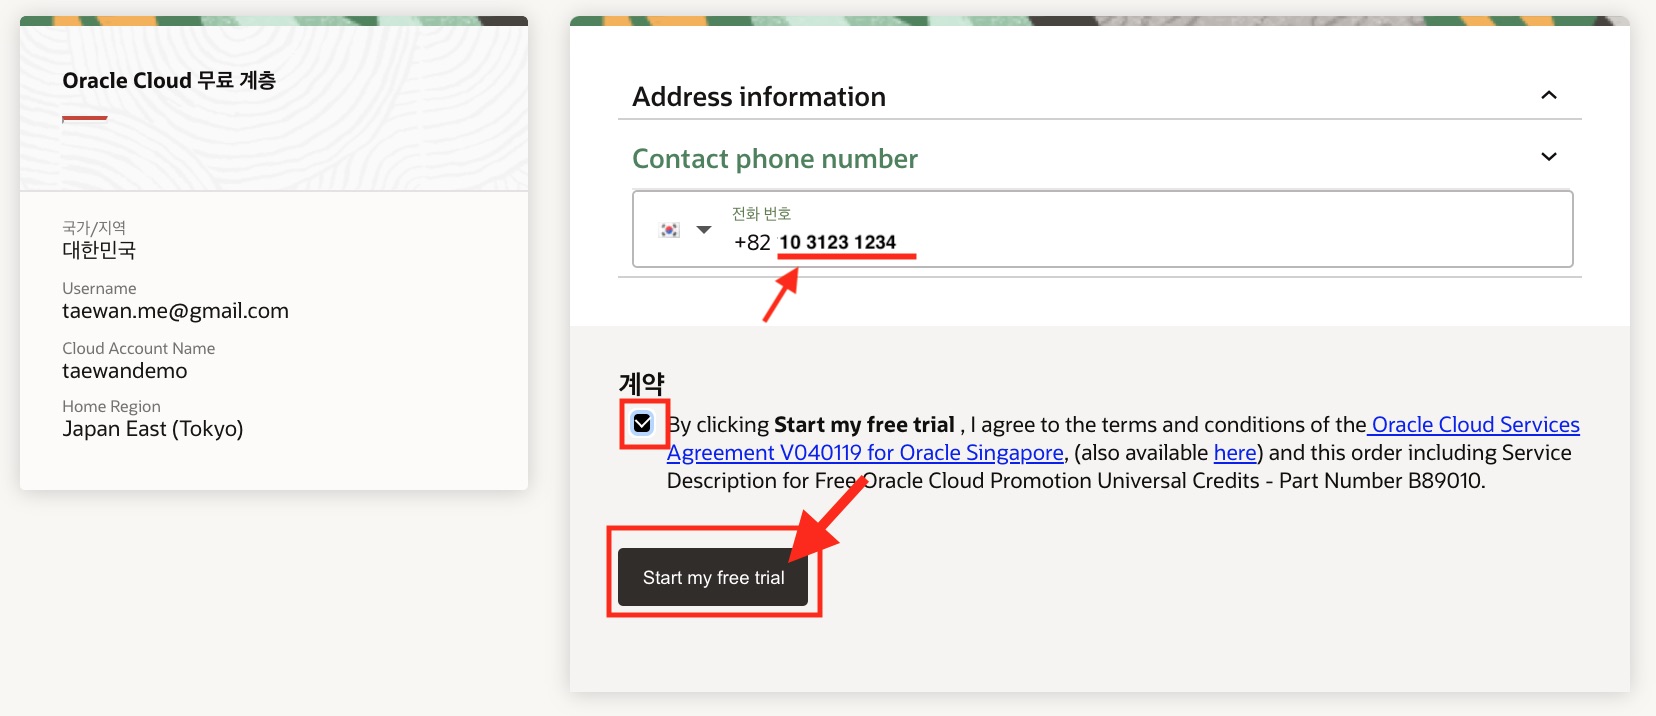 Oracle Cloud 무료 계층
국가/지역
대한민국
Username
taewan.me@gmail.com
Cloud Account Name
taewandemo
Home Region
Japan East (Tokyo)
Address information
Contact phone number
전화 번호
+82 10 3123 1234
계약
By clicking Start my free trial , I agree to the terms and conditions of the Oracle Cloud Services
Agreement V040119 for Oracle Singapore, (also available here) and this order including Service
Description for Free Oracle Cloud Promotion Universal Credits - Part Number B89010.
Start my free trial